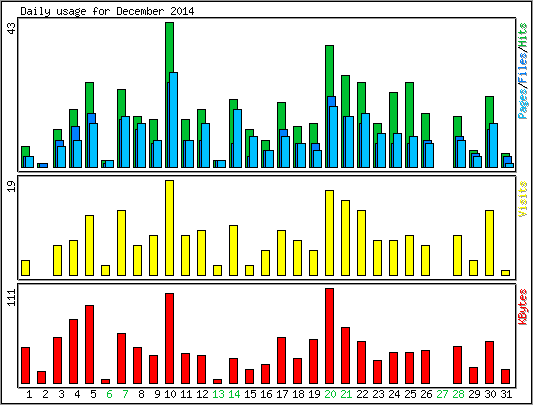 Daily usage for December 2014
43
Pages/Files/Hits
19
Visits
111
KBytes
1 2 3 4 5 6 7 8 9 10 11 12 13 14 15 16 17 18 19 20 21 22 23 24 25 26 27 28 29 30 31